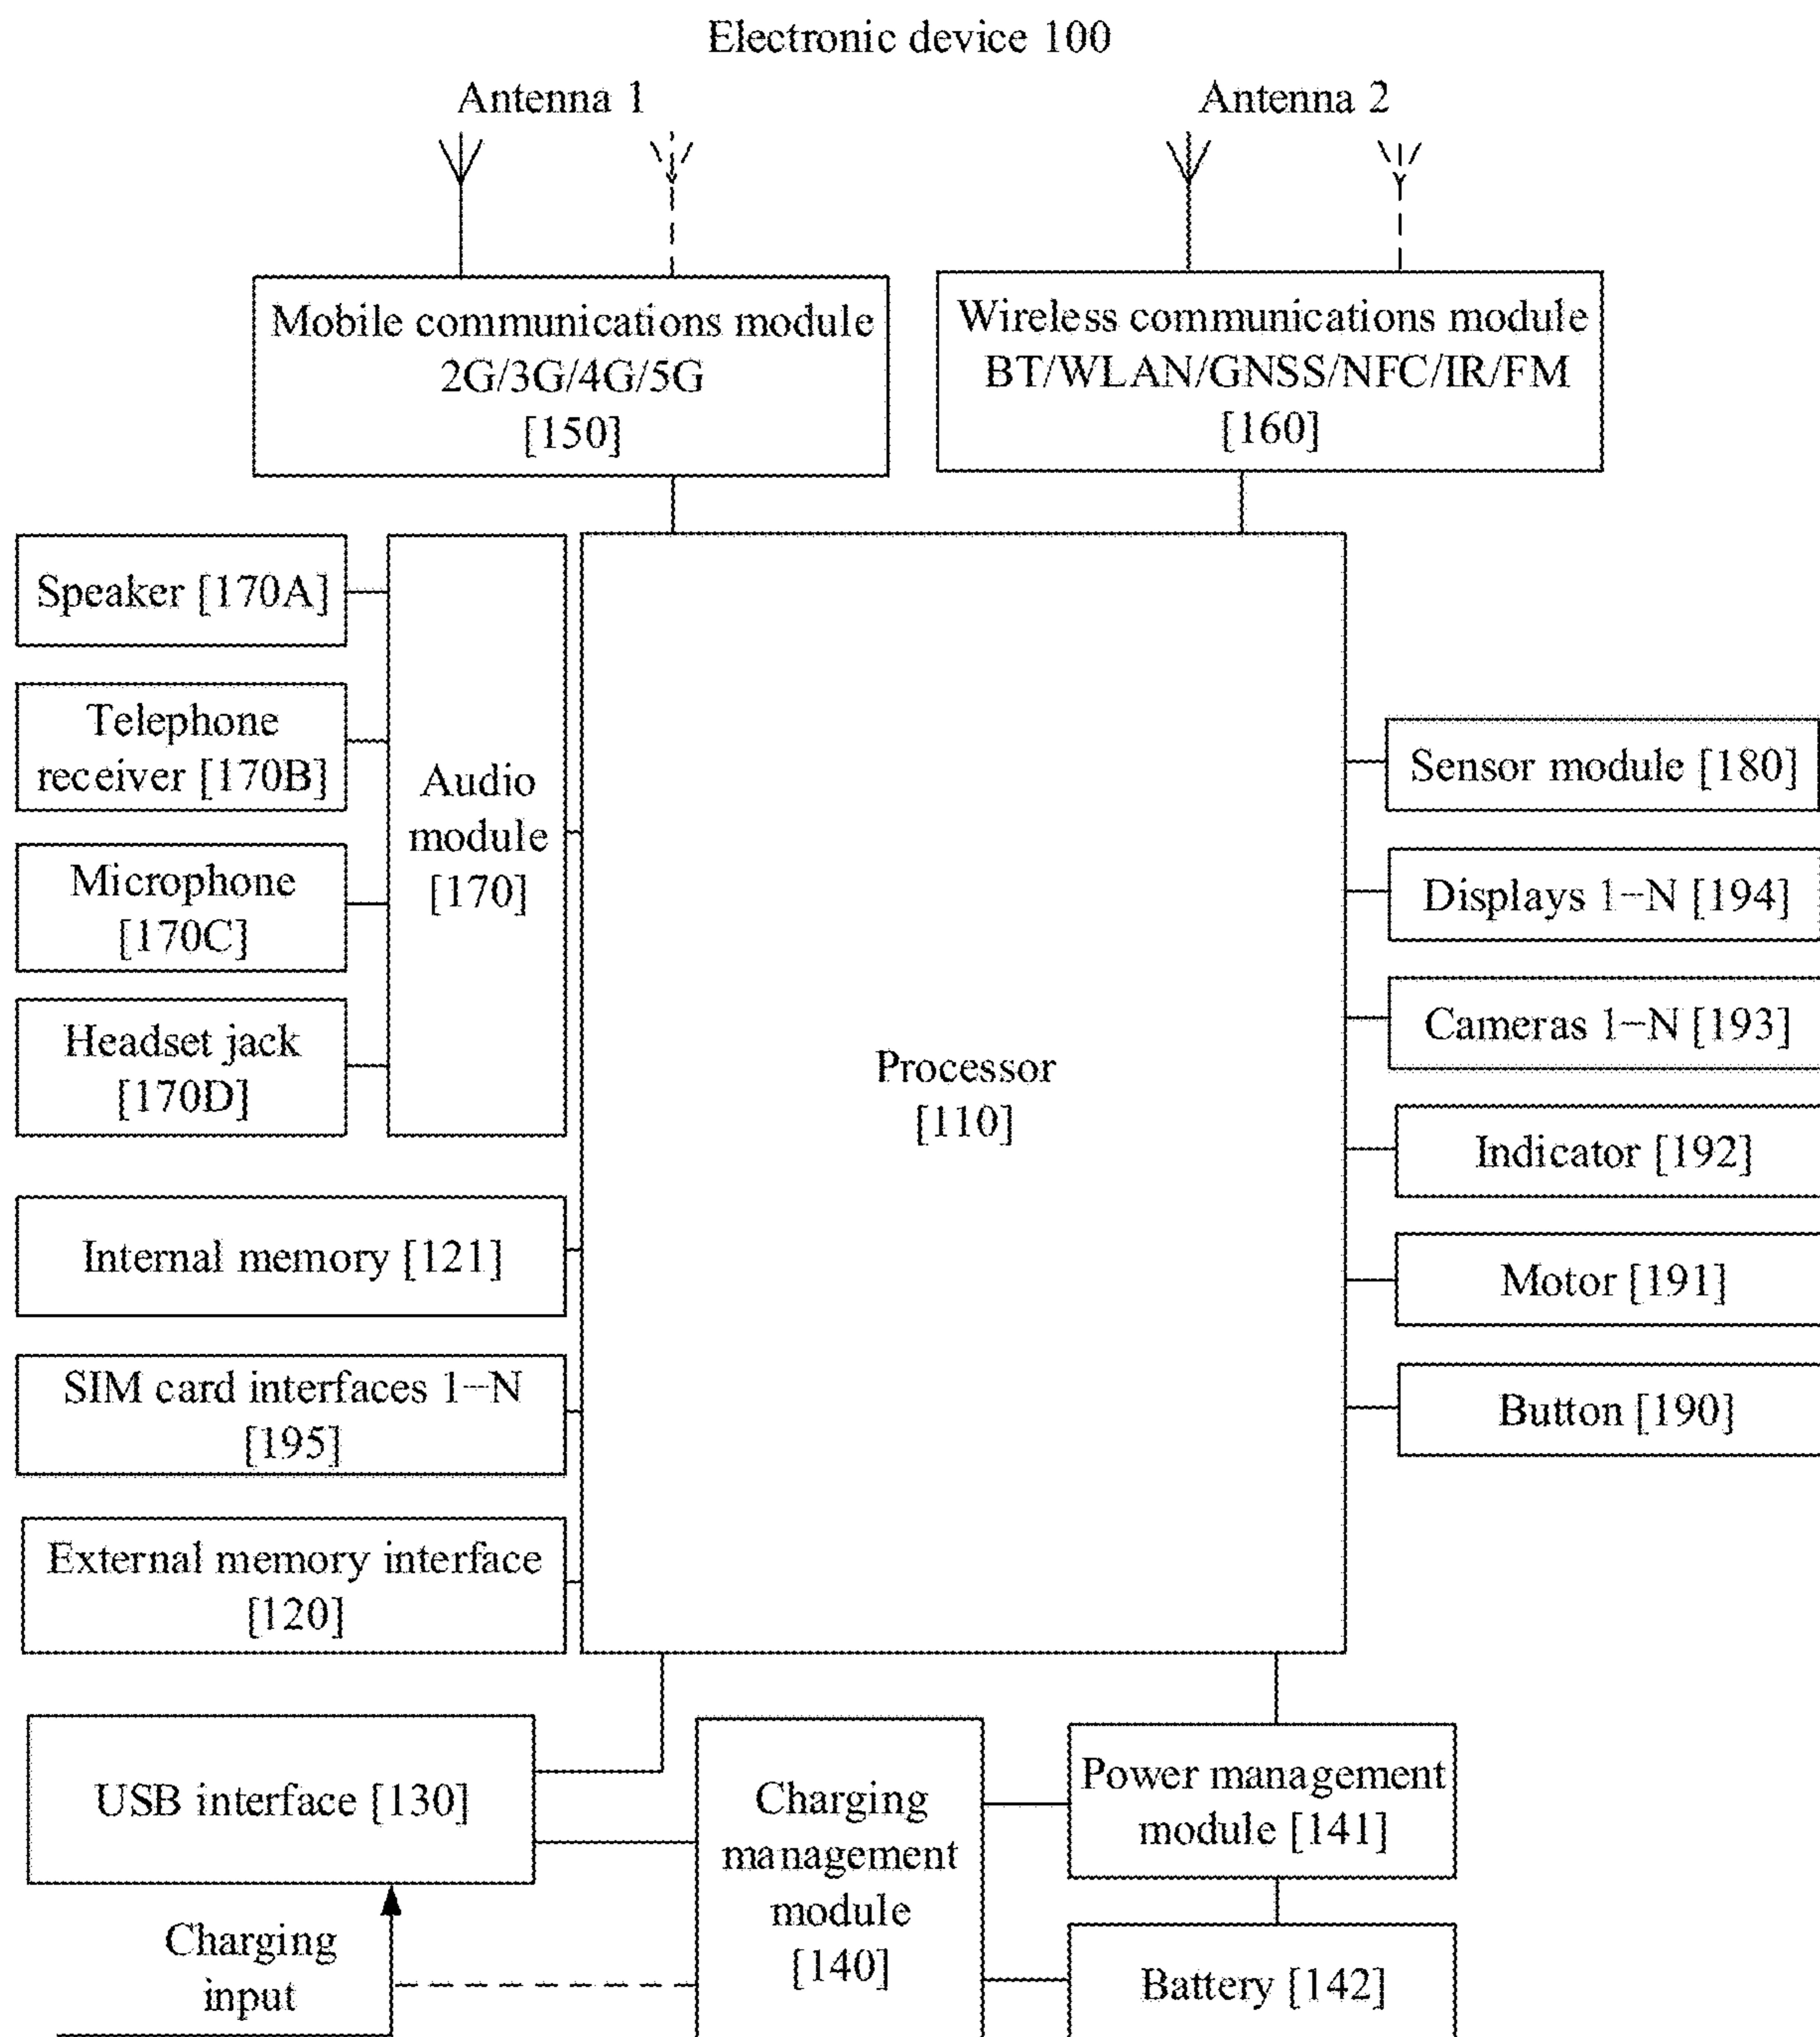 Electronic device 100
Antenna 1
Antenna 2
Mobile communications module
2G/3G/4G/5G
[150]
Wireless communications module
BT/WLAN/GNSS/NFC/IR/FM
[160]
Speaker [170A]
Telephone
receiver [170B]
Microphone
[170C]
Headset jack
[170D]
Audio
module
[170]
Internal memory [121]
SIM card interfaces 1–N
[195]
External memory interface
[120]
Processor
[110]
Sensor module [180]
Displays 1–N [194]
Cameras 1–N [193]
Indicator [192]
Motor [191]
Button [190]
USB interface [130]
Charging
input
Charging
management
module
[140]
Power management
module [141]
Battery [142]